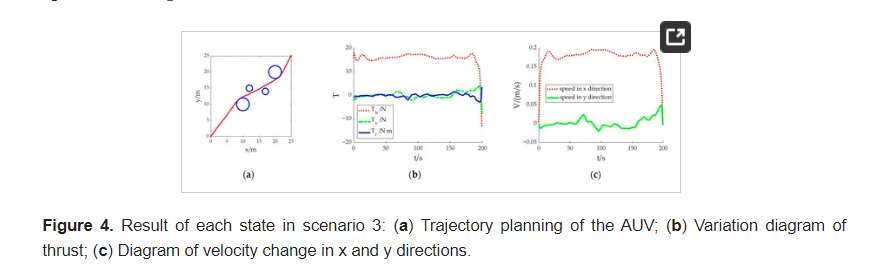 25
20
15
10
5
0
y/m
0 5 10 15 20 25
x/m
(a)
20
10
0
-10
-20
T
0 50 100 150 200
t/s
(b)
0.2
0.15
0.1
0.05
0
-0.05
V/(m/s)
speed in x direction
speed in y direction
0 50 100 150 200
t/s
(c)
Figure 4. Result of each state in scenario 3: (a) Trajectory planning of the AUV; (b) Variation diagram of
thrust; (c) Diagram of velocity change in x and y directions.